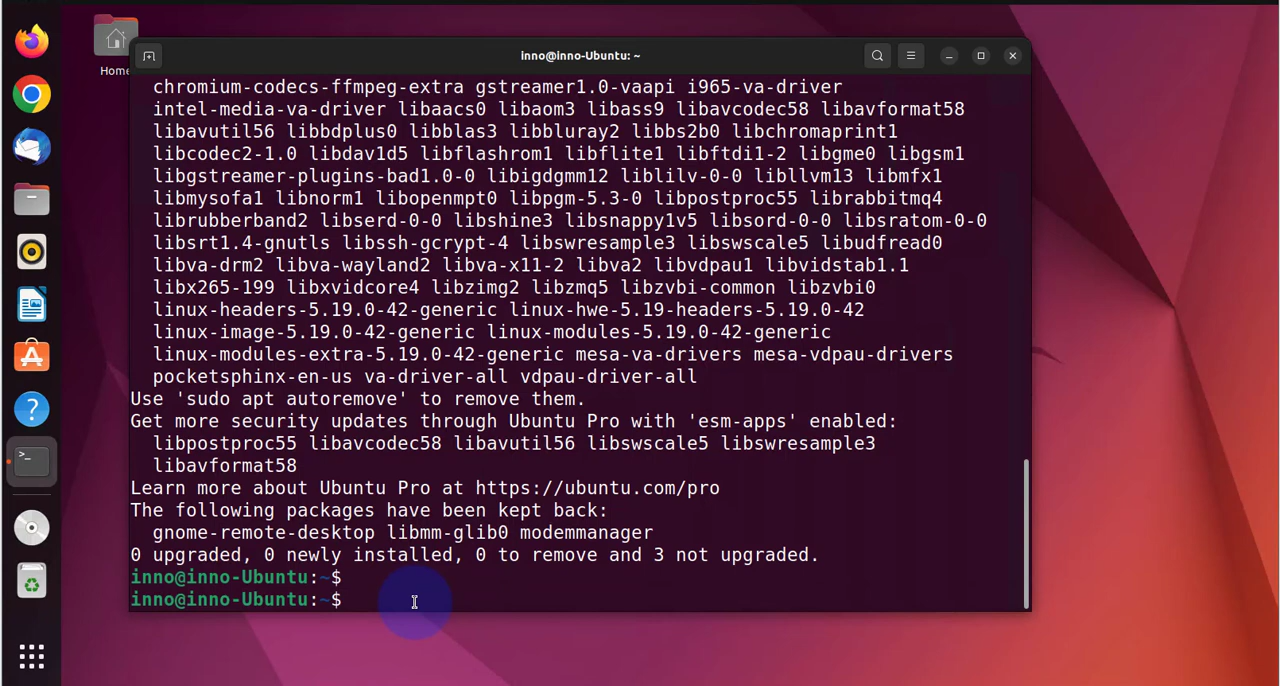 Home
inno@inno-Ubuntu: ~
chromium-codecs-ffmpeg-extra gstreamer1.0-vaapi i965-va-driver
intel-media-va-driver libaacs0 libaom3 libass9 libavcodec58 libavformat58
libavutil56 libbdplus0 libblas3 libbluray2 libbs2b0 libchromaprint1
libcodec2-1.0 libdav1d5 libflashrom1 libflite1 libftdi1-2 libgme0 libgsm1
libgstreamer-plugins-bad1.0-0 libigdgmm12 liblilv-0-0 libllvm13 libmfx1
libmysofa1 libnorm1 libopenmpt0 libpgm-5.3-0 libpostproc55 librabbitmq4
librubberband2 libserd-0-0 libshine3 libsnappy1v5 libsord-0-0 libsratom-0-0
libsrt1.4-gnutls libssh-gcrypt-4 libswresample3 libswscale5 libudfread0
libva-drm2 libva-wayland2 libva-x11-2 libva2 libvdpau1 libvidstab1.1
libx265-199 libxvidcore4 libzimg2 libzmq5 libzvbi-common libzvbi0
linux-headers-5.19.0-42-generic linux-hwe-5.19-headers-5.19.0-42
linux-image-5.19.0-42-generic linux-modules-5.19.0-42-generic
linux-modules-extra-5.19.0-42-generic mesa-va-drivers mesa-vdpau-drivers
pocketsphinx-en-us va-driver-all vdpau-driver-all
Use 'sudo apt autoremove' to remove them.
Get more security updates through Ubuntu Pro with 'esm-apps' enabled:
libpostproc55 libavcodec58 libavutil56 libswscale5 libswresample3
libavformat58
Learn more about Ubuntu Pro at https://ubuntu.com/pro
The following packages have been kept back:
gnome-remote-desktop libmm-glib0 modemmanager
0 upgraded, 0 newly installed, 0 to remove and 3 not upgraded.
inno@inno-Ubuntu:~$
inno@inno-Ubuntu:~$